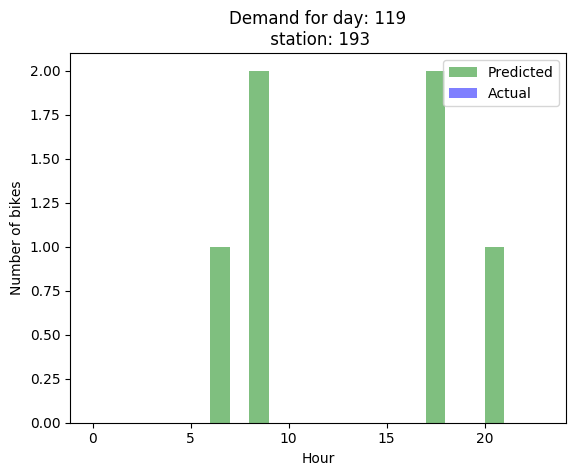 Demand for day: 119
station: 193
Predicted
Actual
2.00
1.75
1.50
1.25
1.00
0.75
0.50
0.25
0.00
Number of bikes
0 5 10 15 20
Hour